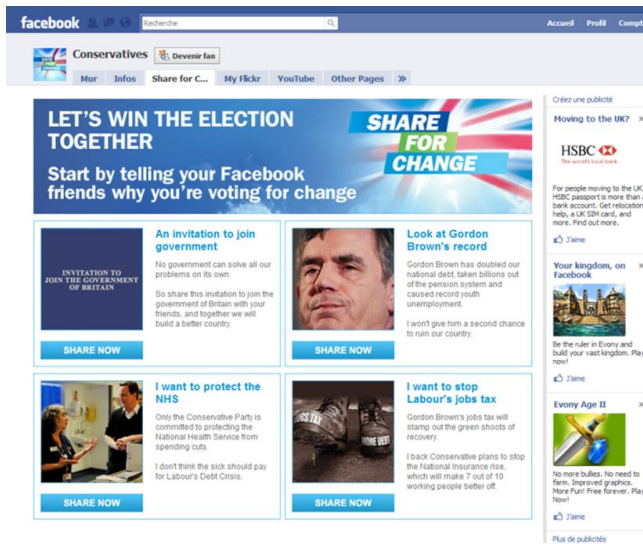 facebook
Recherche
Accueil Profil Compt
Conservatives Devenir fan
Mur Infos Share for C... My Flickr YouTube Other Pages »
LET'S WIN THE ELECTION
TOGETHER
Start by telling your Facebook
friends why you're voting for change
SHARE
FOR
CHANGE
An invitation to join
government
No government can solve all our
problems on its own.
So share this invitation to join the
government of Britain with your
friends, and together we will
build a better country.
INVITATION TO
JOIN THE GOVERNMENT
OF BRITAIN
SHARE NOW
Look at Gordon
Brown's record
Gordon Brown has doubled our
national debt, taken billions out
of the pension system and
caused record youth
unemployment.
I won't give him a second chance
to ruin our country.
SHARE NOW
I want to protect the
NHS
Only the Conservative Party is
committed to protecting the
National Health Service from
spending cuts.
I don't think the sick should pay
for Labour's Debt Crisis.
SHARE NOW
I want to stop
Labour's jobs tax
Gordon Brown's jobs tax will
stamp out the green shoots of
recovery.
I back Conservative plans to stop
the National Insurance rise,
which will make 7 out of 10
working people better off.
MORE DEBT
SHARE NOW
Créez une publicité
Moving to the UK?
HSBC
The world's local bank
For people moving to the UK
HSBC passport is more than a
bank account. Get relocation
help, a UK SIM card, and
more. Find out more.
J'aime
Your kingdom, on
Facebook
Be the ruler in Evony and
build your vast kingdom. Play
now!
J'aime
Evony Age II
No more bullies. No need to
farm. Improved graphics.
More Fun! Free forever. Play
Now!
J'aime
Plus de publicités